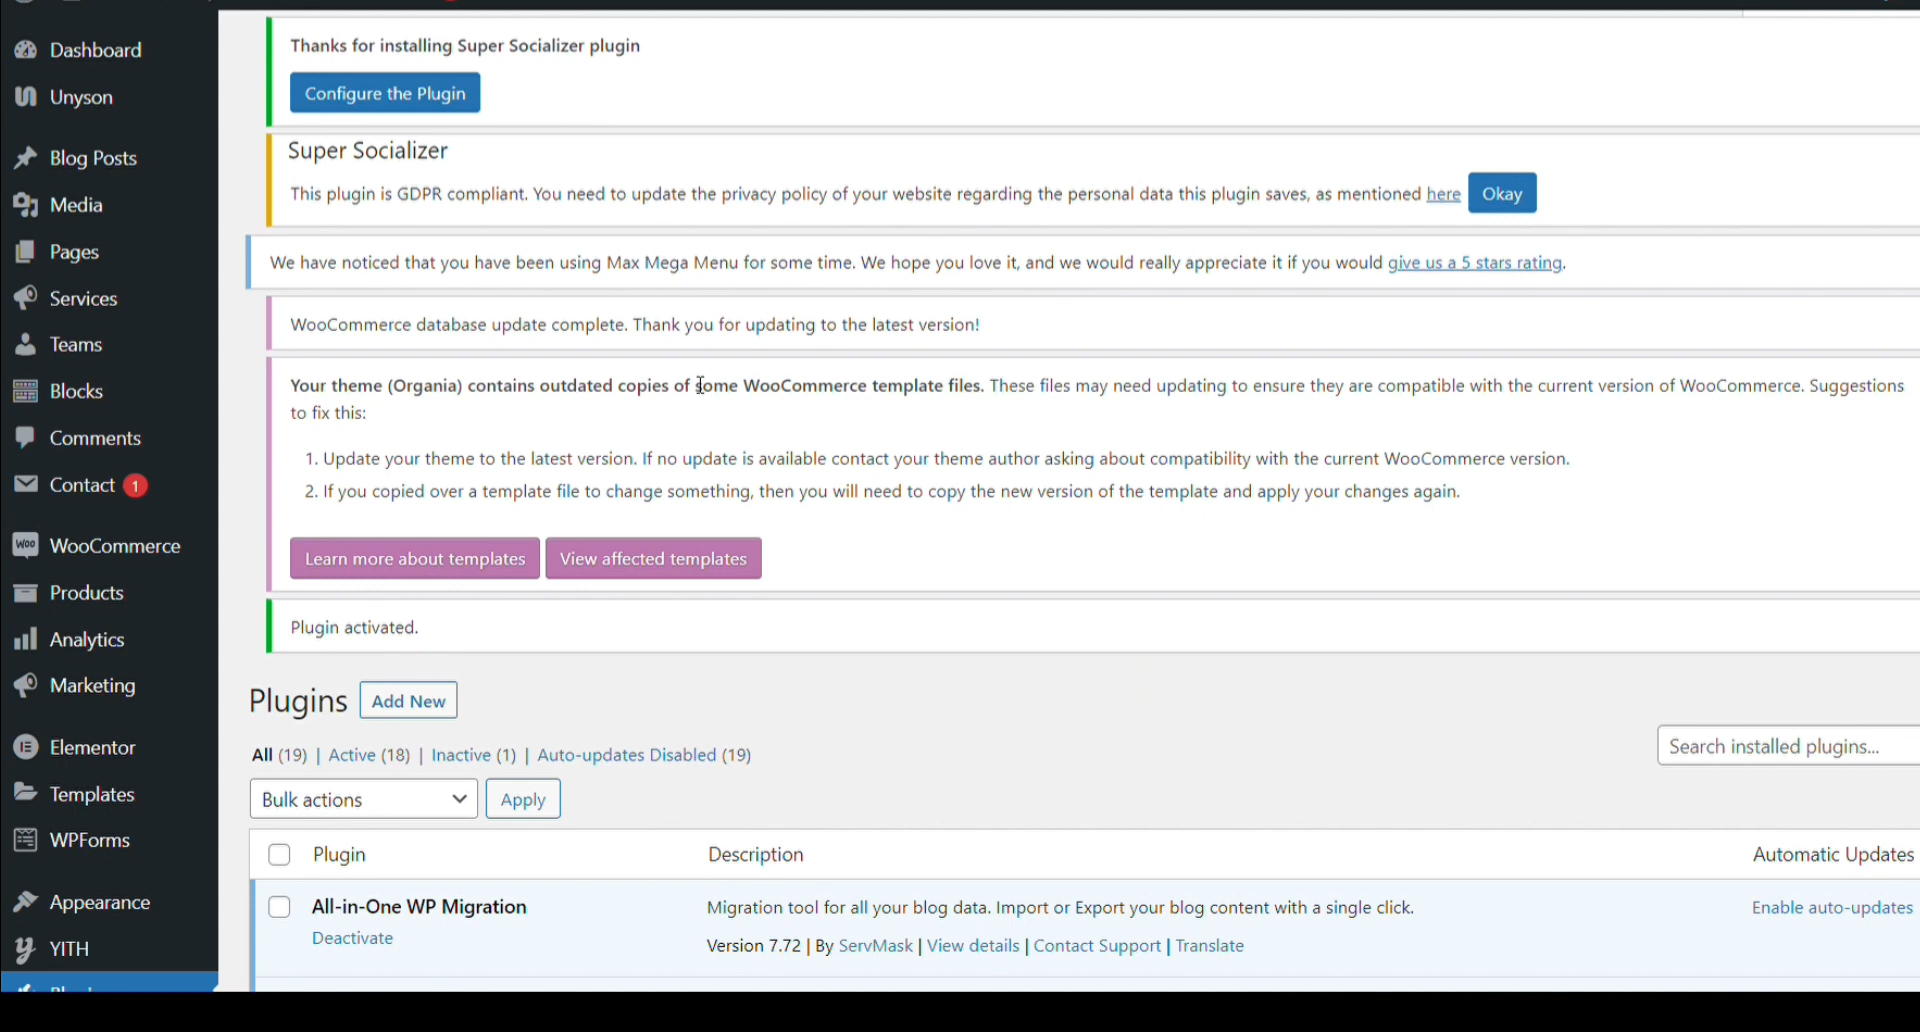 Dashboard
Unyson
Blog Posts
Media
Pages
Services
Teams
Blocks
Comments
Contact 1
WooCommerce
Products
Analytics
Marketing
Elementor
Templates
WPForms
Appearance
YITH
Thanks for installing Super Socializer plugin
Configure the Plugin
Super Socializer
This plugin is GDPR compliant. You need to update the privacy policy of your website regarding the personal data this plugin saves, as mentioned here Okay
We have noticed that you have been using Max Mega Menu for some time. We hope you love it, and we would really appreciate it if you would give us a 5 stars rating.
WooCommerce database update complete. Thank you for updating to the latest version!
Your theme (Organia) contains outdated copies of some WooCommerce template files. These files may need updating to ensure they are compatible with the current version of WooCommerce. Suggestions
to fix this:
1. Update your theme to the latest version. If no update is available contact your theme author asking about compatibility with the current WooCommerce version.
2. If you copied over a template file to change something, then you will need to copy the new version of the template and apply your changes again.
Learn more about templates View affected templates
Plugin activated.
Plugins Add New
All (19) | Active (18) | Inactive (1) | Auto-updates Disabled (19)
Search installed plugins...
Bulk actions Apply
Plugin Description Automatic Updates
All-in-One WP Migration Migration tool for all your blog data. Import or Export your blog content with a single click. Enable auto-updates
Deactivate Version 7.72 | By ServMask | View details | Contact Support | Translate